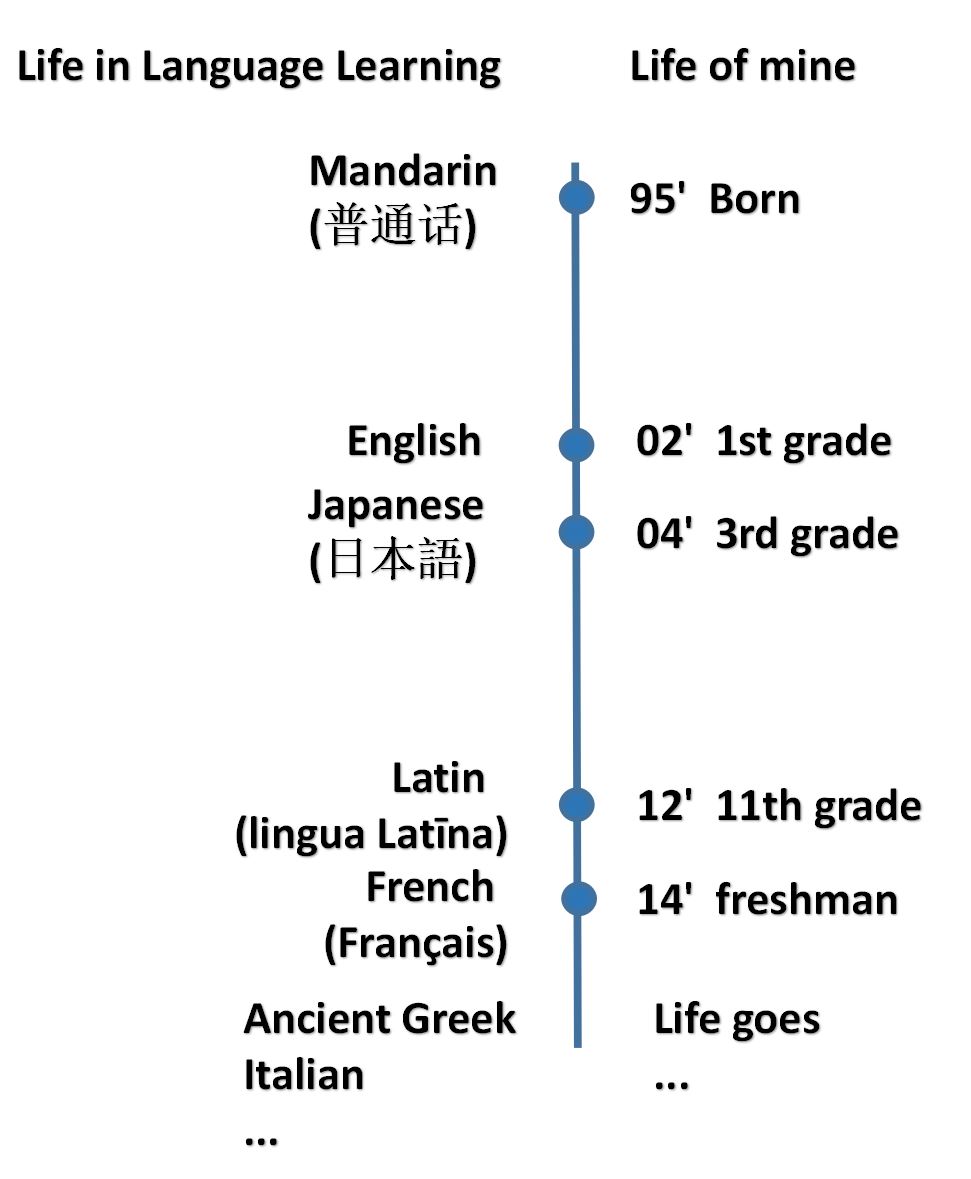 Life in Language Learning
Life of mine
Mandarin
(普通话)
95' Born
English
02' 1st grade
Japanese
(日本語)
04' 3rd grade
Latin
(lingua Latīna)
12' 11th grade
French
(Français)
14' freshman
Ancient Greek
Italian
...
Life goes
...